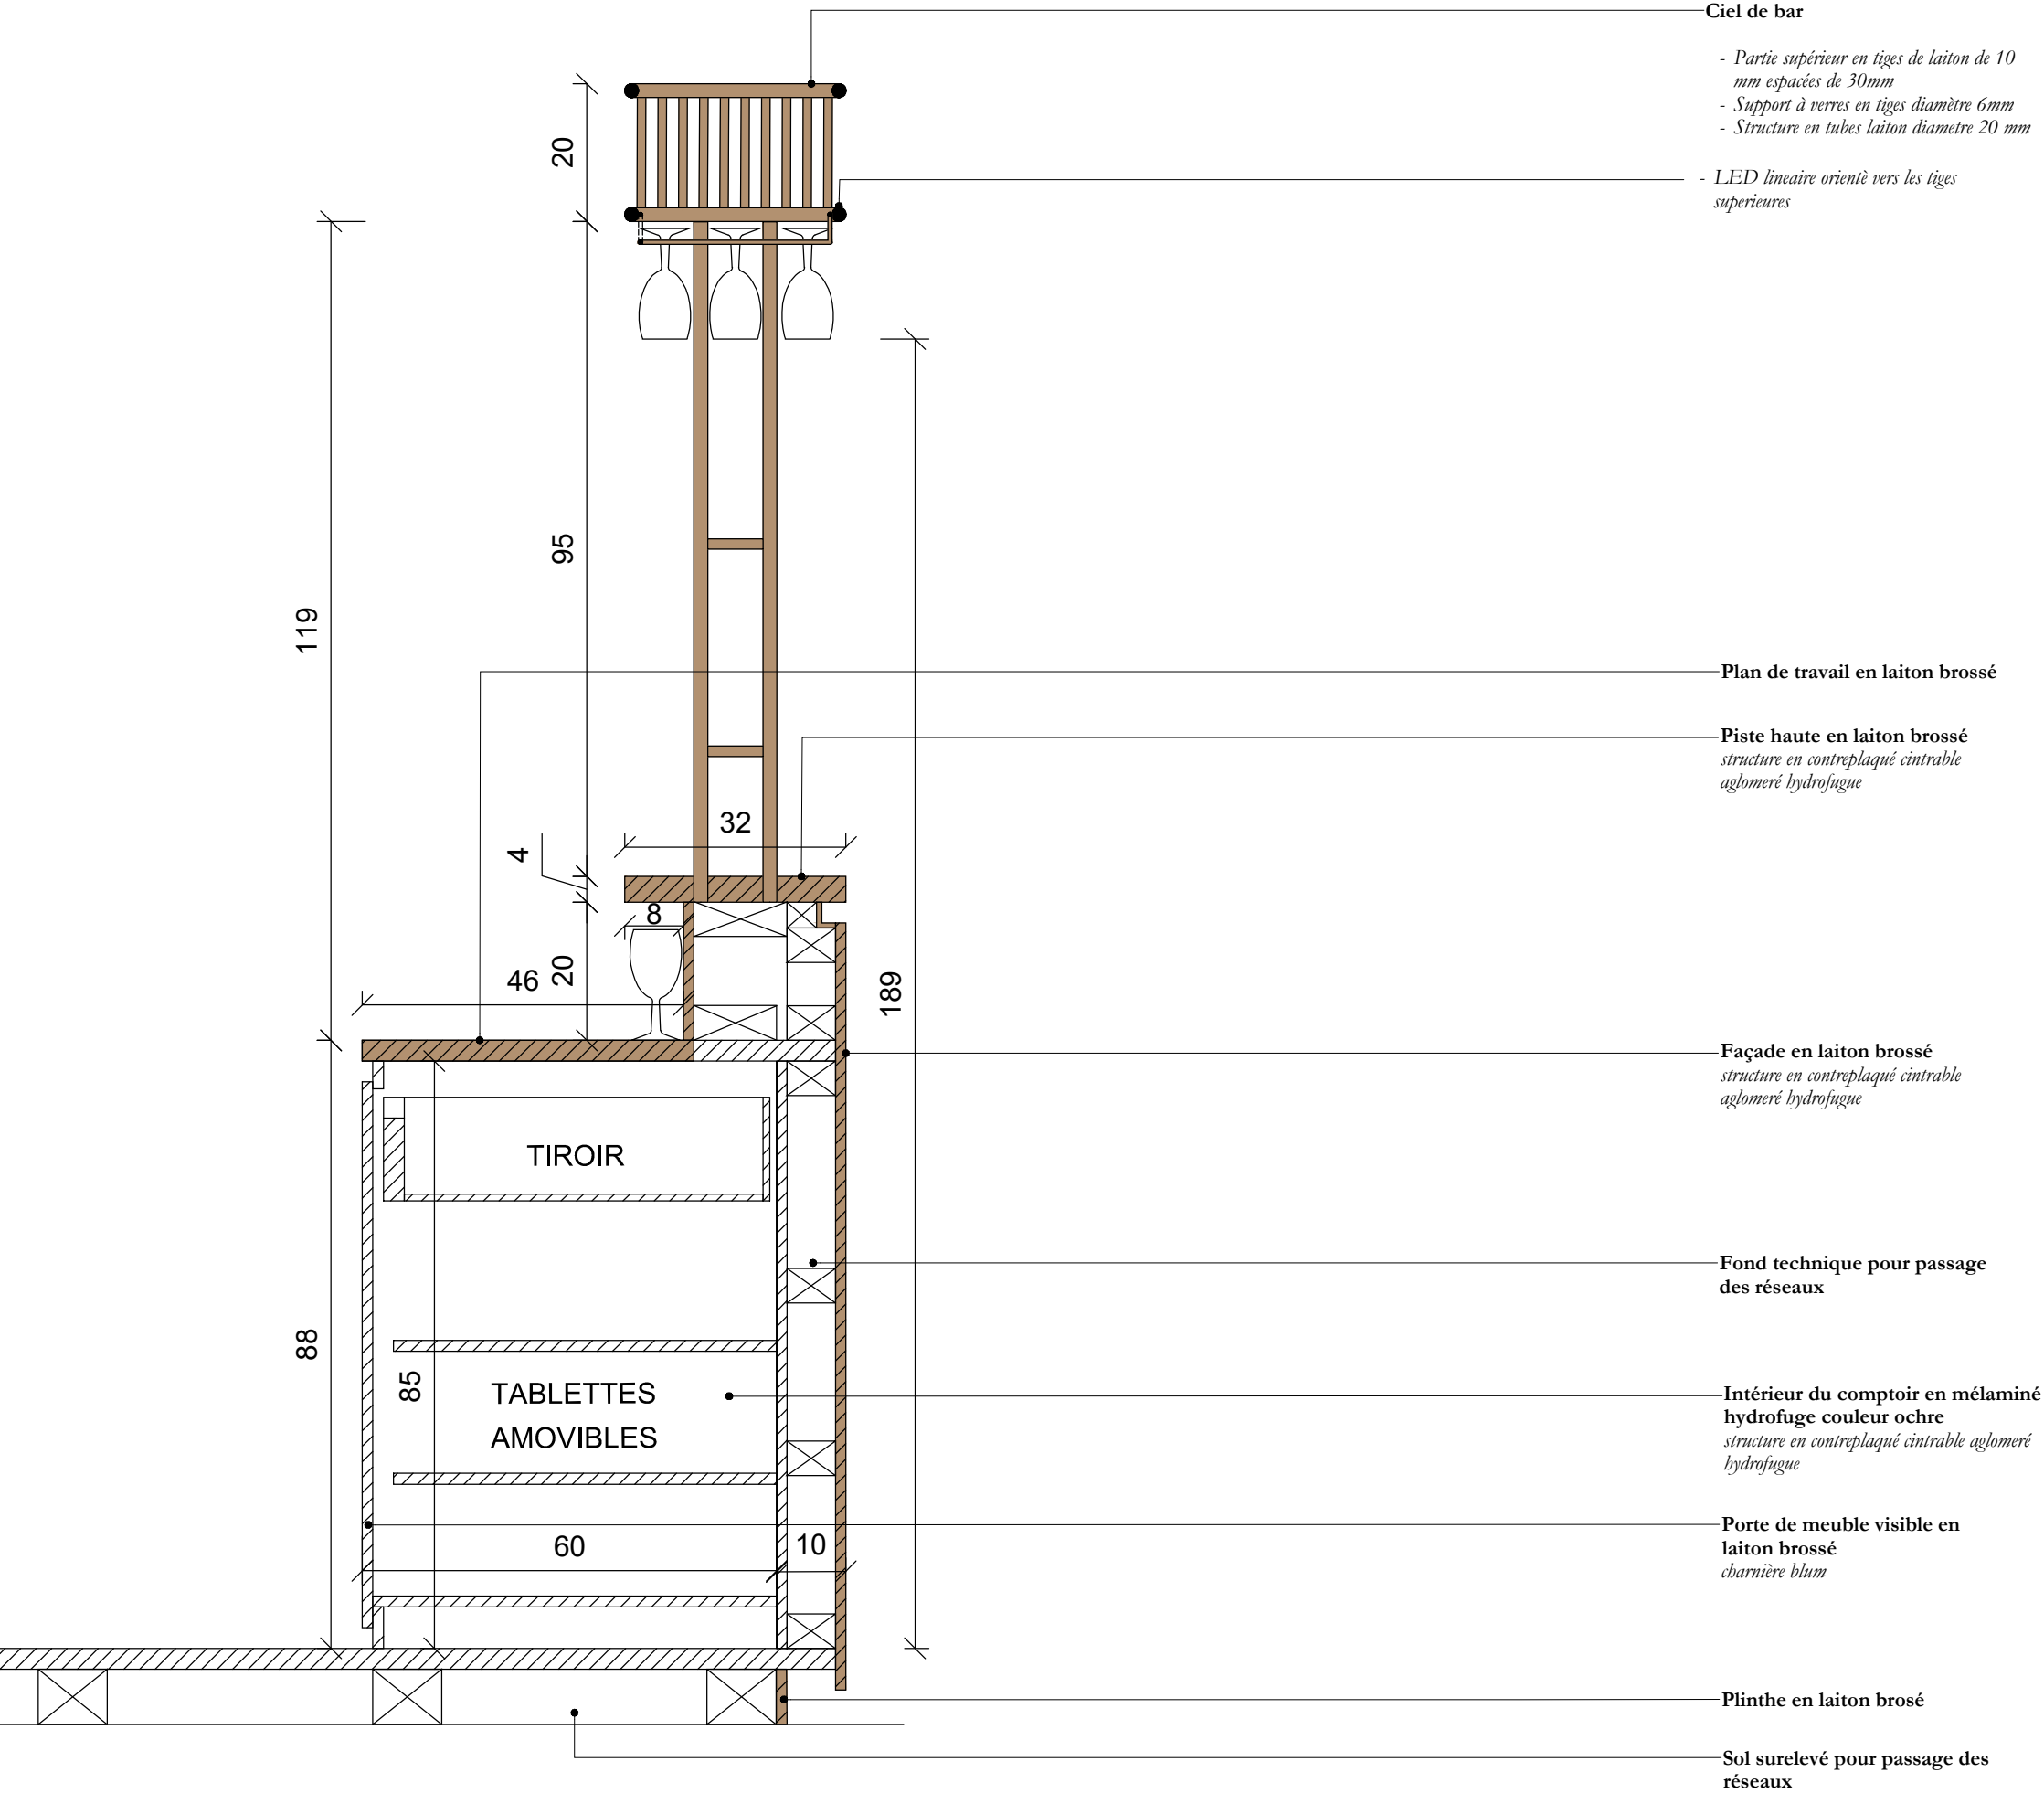 Ciel de bar
- Partie supérieur en tiges de laiton de 10
mm espacées de 30mm
- Support à verres en tiges diamètre 6mm
- Structure en tubes laiton diametre 20 mm
- LED lineaire orientè vers les tiges
superieures
20
95
119
Plan de travail en laiton brossé
Piste haute en laiton brossé
structure en contreplaqué cintrable
aglomeré hydrofugue
32
4
8
46
20
189
Façade en laiton brossé
structure en contreplaqué cintrable
aglomeré hydrofugue
TIROIR
Fond technique pour passage
des réseaux
88
85
TABLETTES
AMOVIBLES
Intérieur du comptoir en mélaminé
hydrofuge couleur ochre
structure en contreplaqué cintrable aglomeré
hydrofugue
60
10
Porte de meuble visible en
laiton brossé
charnière blum
Plinthe en laiton brosé
Sol surelevé pour passage des
réseaux